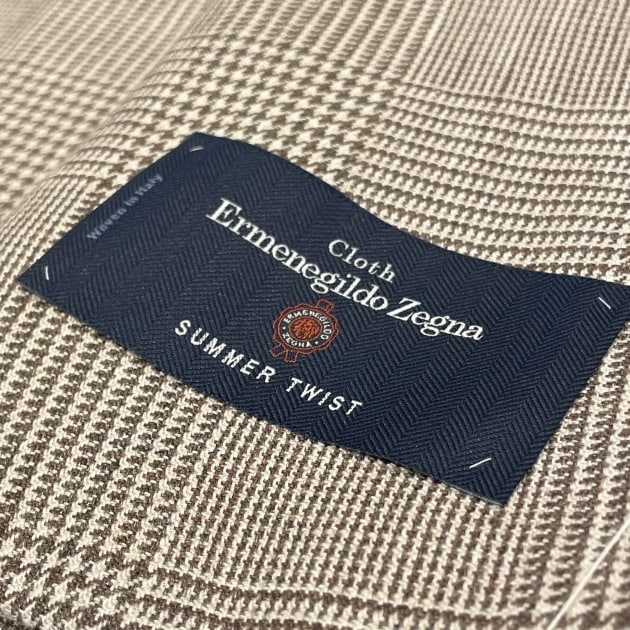 Woven in Italy
Cloth
Ermenegildo Zegna
ERMENEGILDO
ZEGNA
SUMMER TWIST